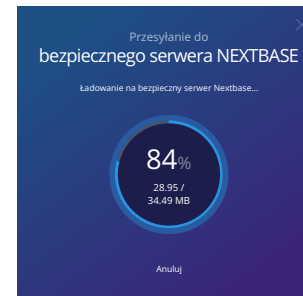 Przesyłanie do
bezpiecznego serwera NEXTBASE
Ładowanie na bezpieczny serwer Nextbase...
84%
28.95 /
34.49 MB
Anuluj